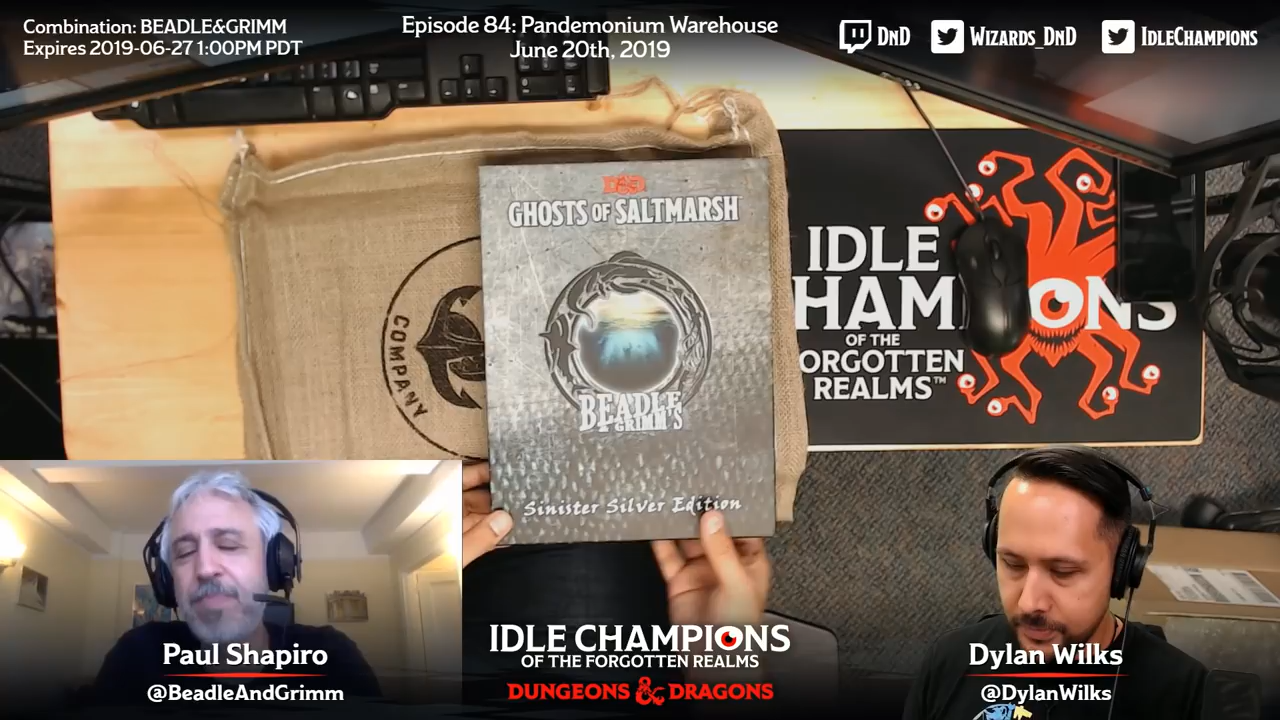 Combination: BEADLE&GRIMM
Expires 2019-06-27 1:00PM PDT
Episode 84: Pandemonium Warehouse
June 20th, 2019
DnD
Wizards_DnD
IdleChampions
D&D
GHOSTS OF SALTMARSH
BEADLE
GRIMM'S
Sinister Silver Edition
COMPANY
IDLE
HAMPIONS
OF THE
FORGOTTEN
REALMS™
Paul Shapiro
@BeadleAndGrimm
IDLE CHAMPIONS
OF THE FORGOTTEN REALMS
DUNGEONS & DRAGONS
Dylan Wilks
@DylanWilks